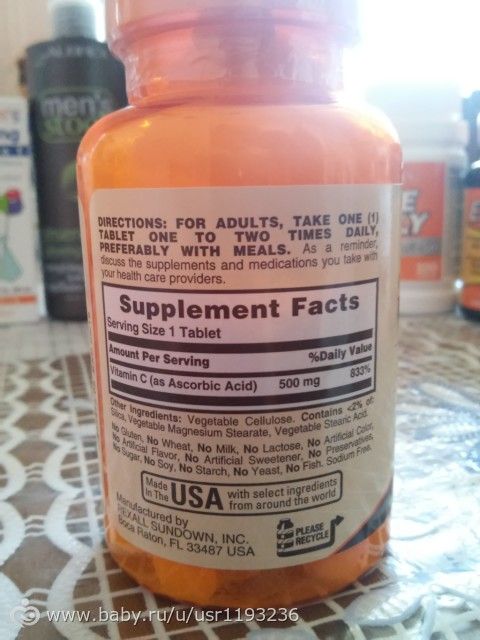 men's
DIRECTIONS: FOR ADULTS, TAKE ONE (1)
TABLET ONE TO TWO TIMES DAILY,
PREFERABLY WITH MEALS. As a reminder,
discuss the supplements and medications you take with
your health care providers.
Supplement Facts
Serving Size 1 Tablet
Amount Per Serving %Daily Value
Vitamin C (as Ascorbic Acid) 500 mg 833%
Other Ingredients: Vegetable Cellulose. Contains <2% of:
Silica, Vegetable Magnesium Stearate, Vegetable Stearic Acid.
No Gluten, No Wheat, No Milk, No Lactose, No Artificial Color,
No Artificial Flavor, No Artificial Sweetener, No Preservatives,
No Sugar, No Soy, No Starch, No Yeast, No Fish. Sodium Free.
Made
In The USA with select ingredients
from around the world
Manufactured by
REXALL SUNDOWN, INC.
Boca Raton, FL 33487 USA
PLEASE
RECYCLE
www.baby.ru/u/usr1193236